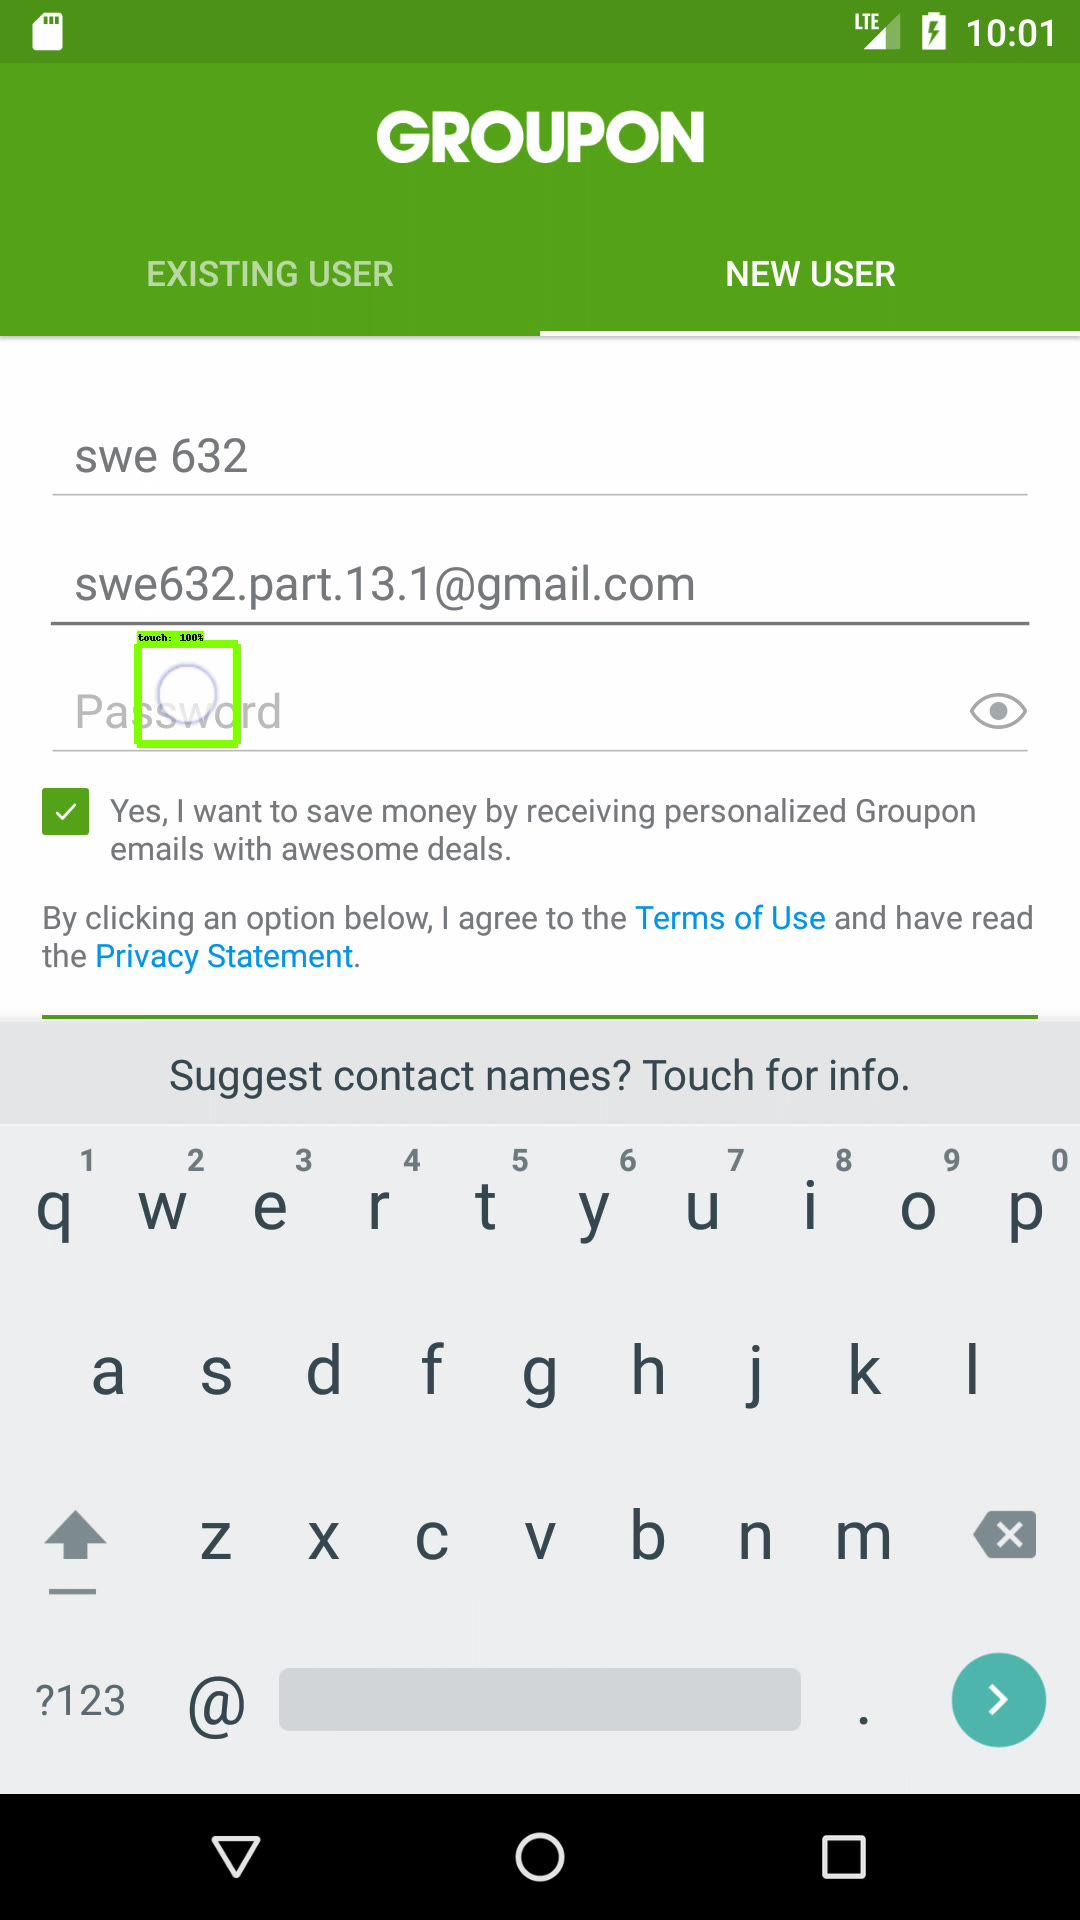 LTE 10:01
GROUPON
EXISTING USER NEW USER
swe 632
swe632.part.13.1@gmail.com
touch: 100%
Password
Yes, I want to save money by receiving personalized Groupon
emails with awesome deals.
By clicking an option below, I agree to the Terms of Use and have read
the Privacy Statement.
Suggest contact names? Touch for info.
1 2 3 4 5 6 7 8 9 0
q w e r t y u i o p
a s d f g h j k l
z x c v b n m
?123 @ .